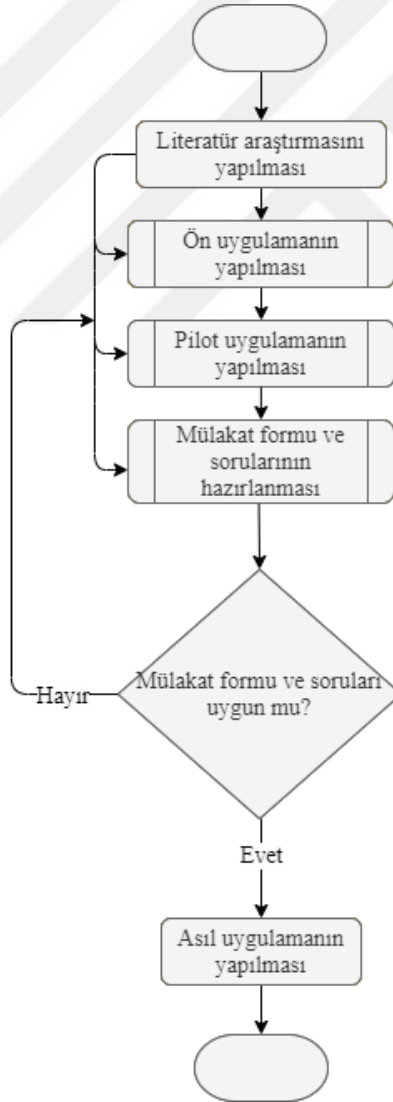 Literatür araştırmasını
yapılması
Ön uygulamanın
yapılması
Pilot uygulamanın
yapılması
Mülakat formu ve
sorularının
hazırlanması
Mülakat formu ve soruları
uygun mu?
Hayır
Evet
Asıl uygulamanın
yapılması